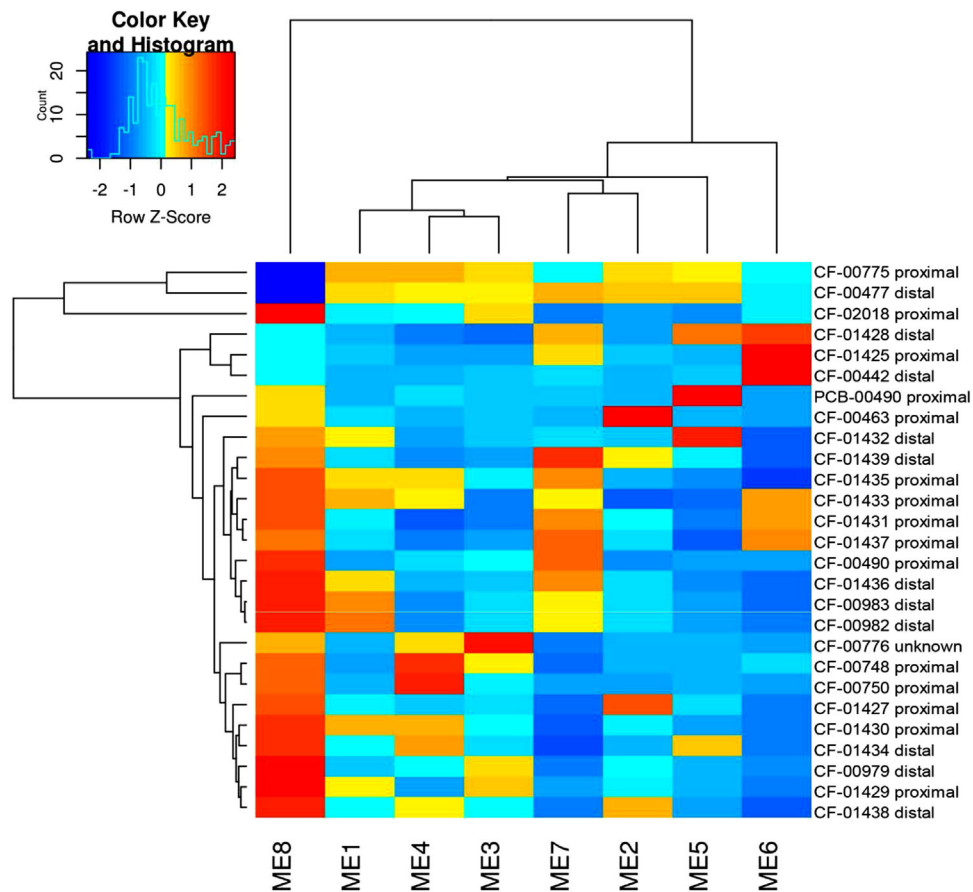 Color Key
and Histogram
Count
0 10 20
-2 -1 0 1 2
Row Z-Score
CF-00775 proximal
CF-00477 distal
CF-02018 proximal
CF-01428 distal
CF-01425 proximal
CF-00442 distal
PCB-00490 proximal
CF-00463 proximal
CF-01432 distal
CF-01439 distal
CF-01435 proximal
CF-01433 proximal
CF-01431 proximal
CF-01437 proximal
CF-00490 proximal
CF-01436 distal
CF-00983 distal
CF-00982 distal
CF-00776 unknown
CF-00748 proximal
CF-00750 proximal
CF-01427 proximal
CF-01430 proximal
CF-01434 distal
CF-00979 distal
CF-01429 proximal
CF-01438 distal
ME8 ME1 ME4 ME3 ME7 ME2 ME5 ME6